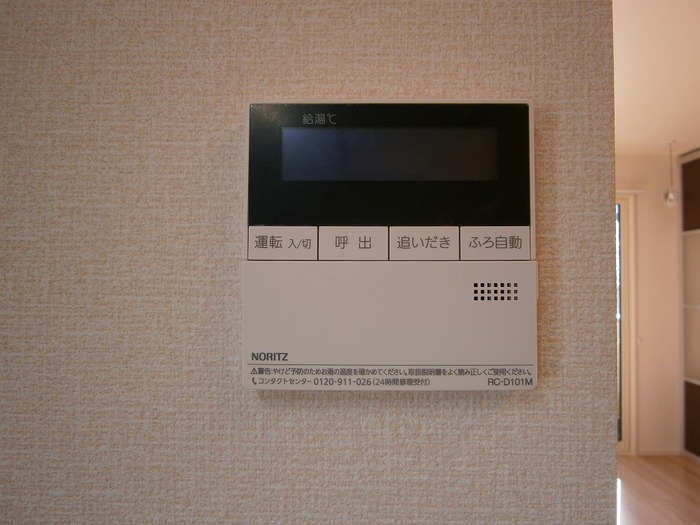 給湯℃
運転 入/切 呼出 追いだき ふろ自動
NORITZ
⚠警告:やけど予防のためお湯の温度を確かめてください。取扱説明書をよく読み正しくご使用ください。
コンタクトセンター 0120-911-026(24時間修理受付) RC-D101M